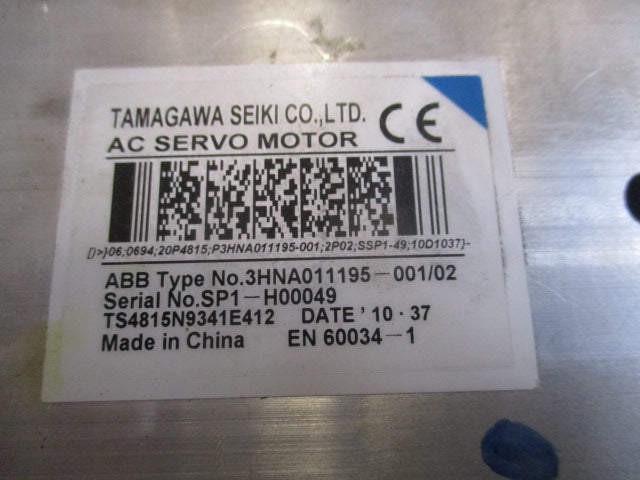 TAMAGAWA SEIKI CO.,LTD.
CE
AC SERVO MOTOR
[)>}06;0694;20P4815;P3HNA011195-001;2P02;SSP1-49;10D1037}-
ABB Type No.3HNA011195-001/02
Serial No.SP1-H00049
TS4815N9341E412 DATE '10・37
Made in China EN 60034-1